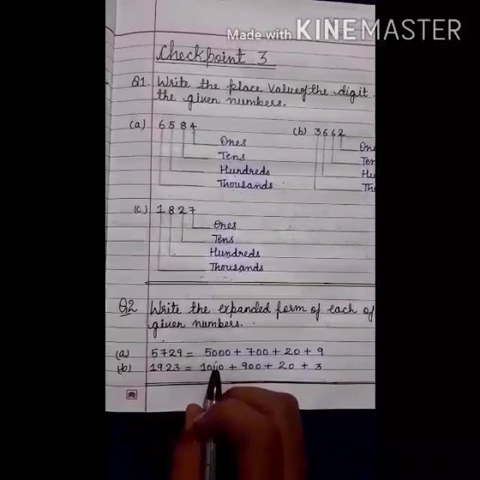 Made with KINEMASTER
Checkpoint 3
Q1 Write the place value of the digit
the given numbers.
(a) 6584 (b) 3662
Ones
Tens
Hundreds
Thousands
(c) 1827
Ones
Tens
Hundreds
Thousands
Q2 Write the expanded form of each of
given numbers.
(a) 5729 = 5000 + 700 + 20 + 9
(b) 1923 = 1000 + 900 + 20 + 3